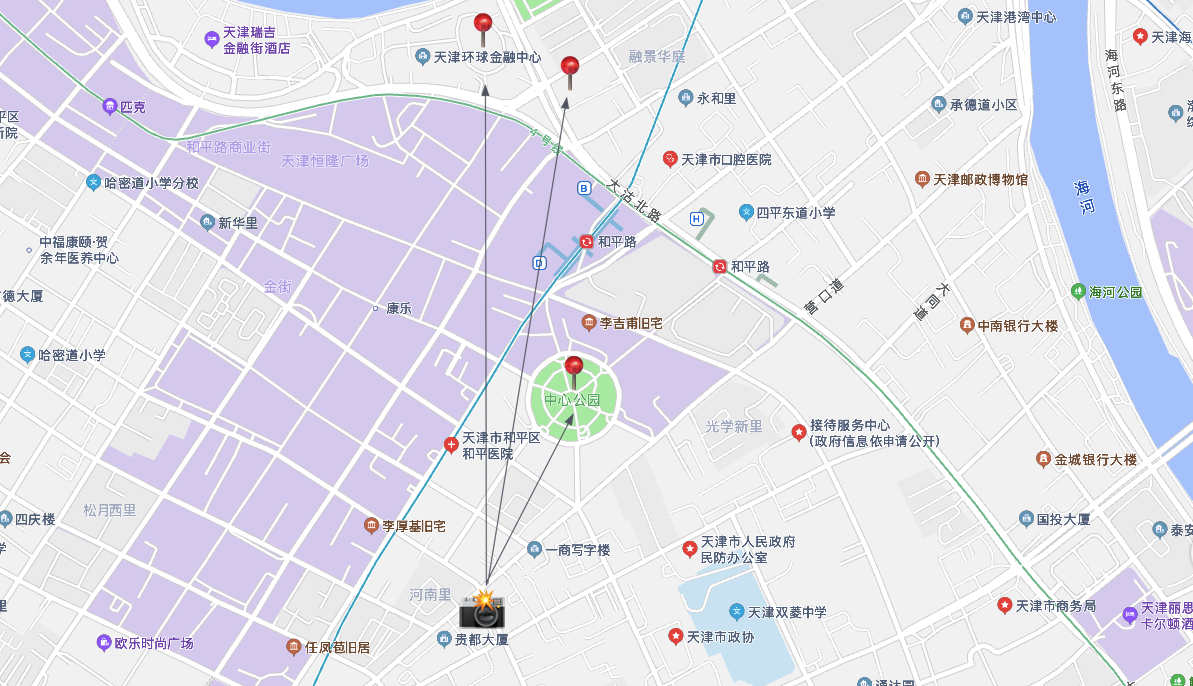 天津瑞吉
金融街酒店
天津环球金融中心
融景华庭
天津港湾中心
天津海
海河东路
匹克
永和里
承德道小区
平区
新院
4号线
和平路商业街
天津恒隆广场
天津市口腔医院
天津邮政博物馆
哈密道小学分校
B
大沽北路
海河
新华里
H
四平东道小学
中福康颐·贺
余年医养中心
和平路
D
和平路
金街
德大厦
康乐
营口道
大同道
海河公园
李吉甫旧宅
中南银行大楼
哈密道小学
中心公园
光学新里
接待服务中心
(政府信息依申请公开)
天津市和平区
和平医院
会
金城银行大楼
松月西里
四庆楼
李厚基旧宅
国投大厦
泰安
一商写字楼
天津市人民政府
民防办公室
河南里
天津双菱中学
天津市商务局
天津丽思
卡尔顿酒
贵都大厦
天津市政协
欧乐时尚广场
任凤苞旧居
通达园